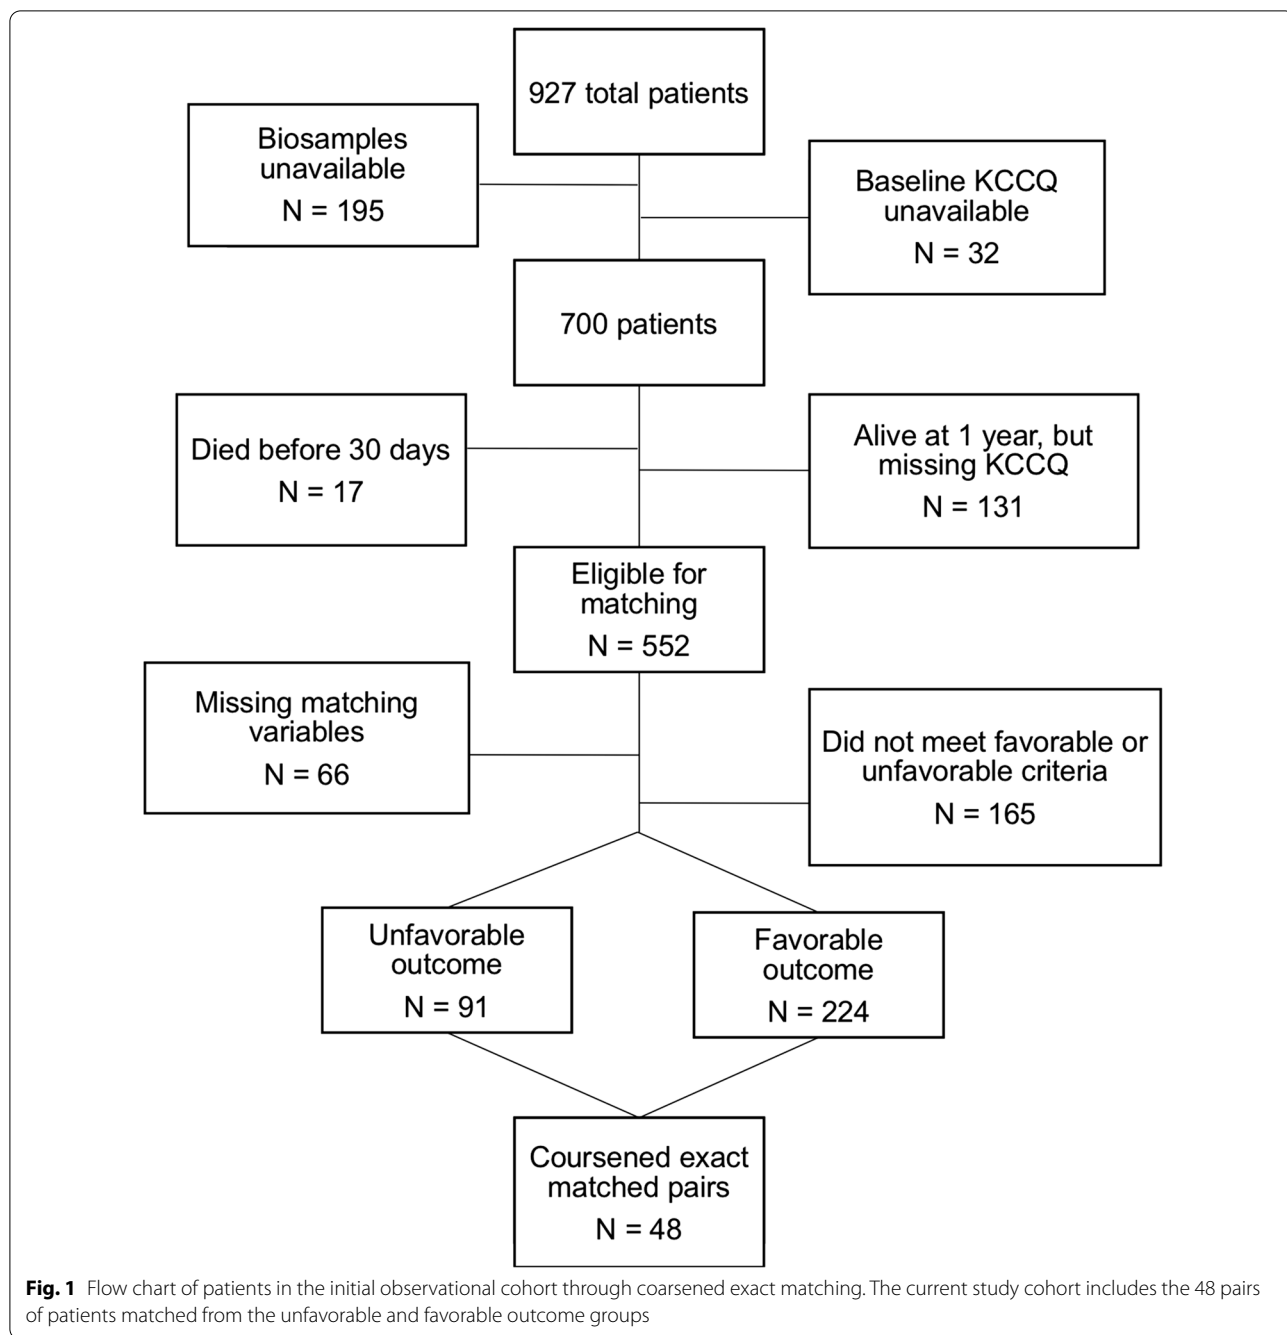 927 total patients
Biosamples
unavailable
N = 195
Baseline KCCQ
unavailable
N = 32
700 patients
Died before 30 days
N = 17
Alive at 1 year, but
missing KCCQ
N = 131
Eligible for
matching
N = 552
Missing matching
variables
N = 66
Did not meet favorable or
unfavorable criteria
N = 165
Unfavorable
outcome
N = 91
Favorable
outcome
N = 224
Coursened exact
matched pairs
N = 48
Fig. 1 Flow chart of patients in the initial observational cohort through coarsened exact matching. The current study cohort includes the 48 pairs
of patients matched from the unfavorable and favorable outcome groups